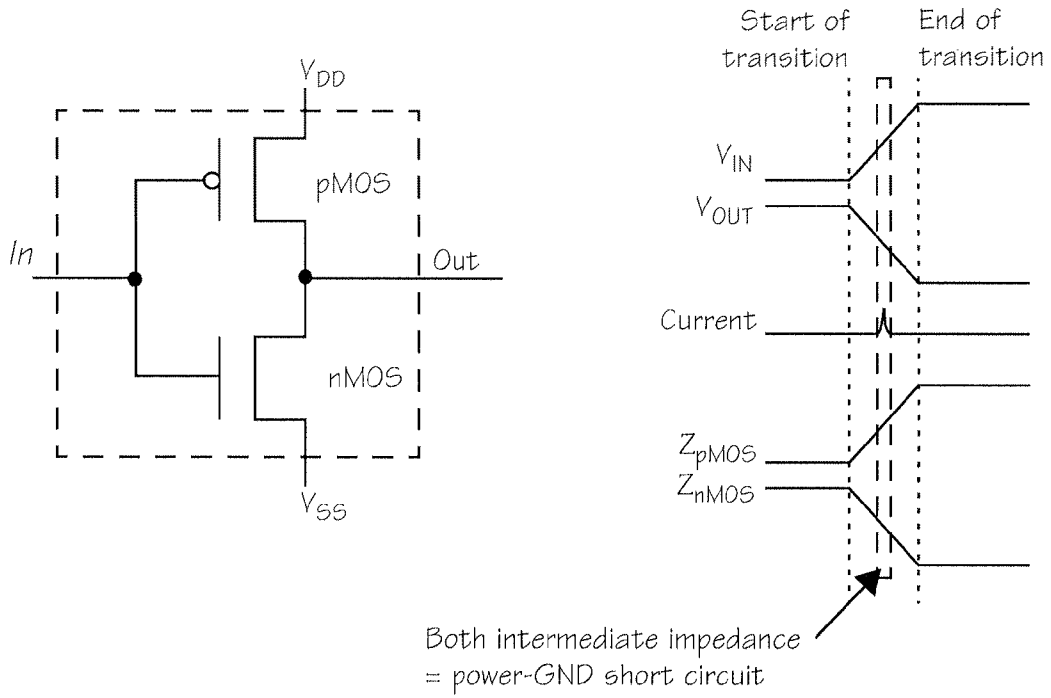 Start of
transition
End of
transition
VDD
pMOS
In
Out
nMOS
VSS
VIN
VOUT
Current
ZpMOS
ZnMOS
Both intermediate impedance
= power-GND short circuit